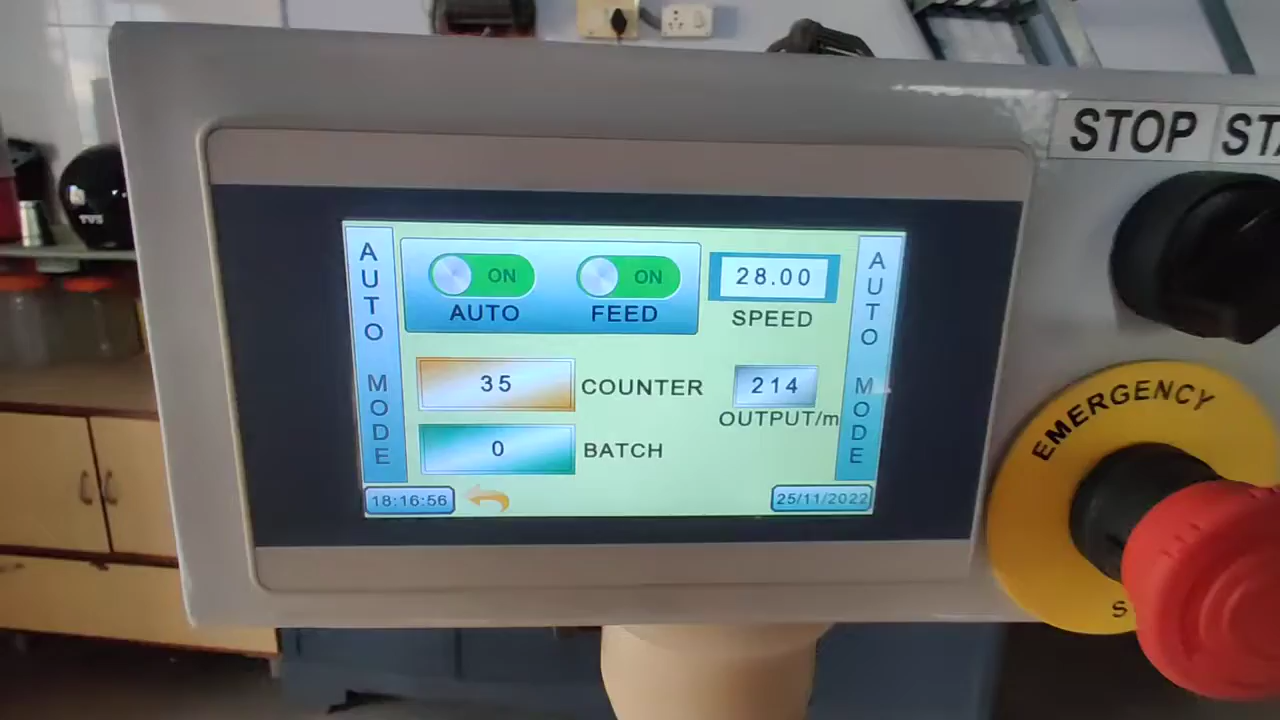 STOP
AUTO MODE
ON
ON
AUTO
FEED
28.00
SPEED
35
COUNTER
214
OUTPUT/m
0
BATCH
AUTO MODE
18:16:56
25/11/2022
EMERGENCY
TVS